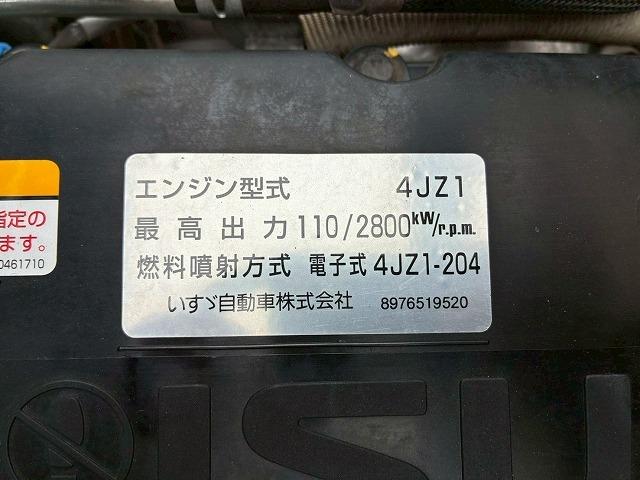 エンジン型式 4JZ1
最高出力 110/2800kW/r.p.m.
燃料噴射方式 電子式 4JZ1-204
いすゞ自動車株式会社 8976519520
指定の
ます。
0461710
ISU